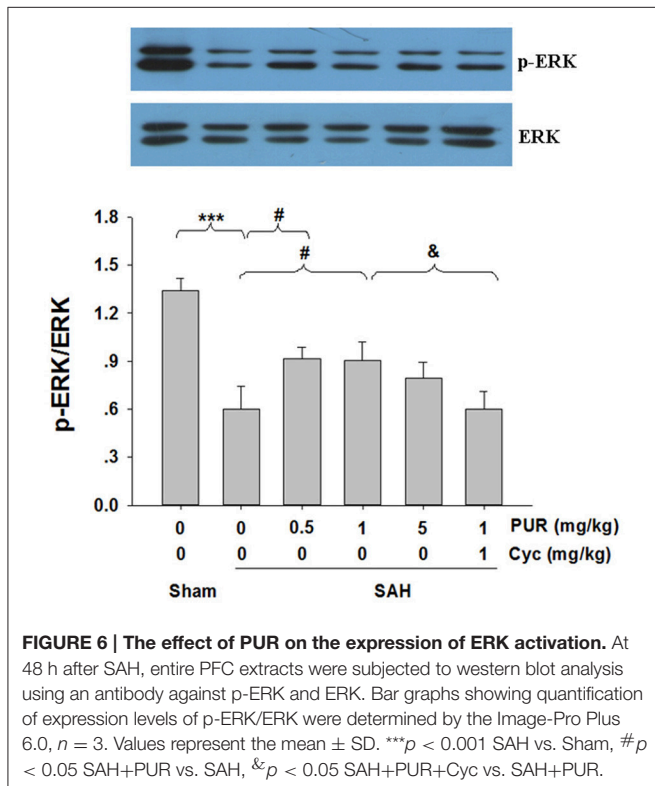 p-ERK
ERK
1.8
1.5
1.2
.9
.6
.3
0.0
p-ERK/ERK
*** #
# &
0 0 0.5 1 5 1 PUR (mg/kg)
0 0 0 0 0 1 Cyc (mg/kg)
Sham SAH
FIGURE 6 | The effect of PUR on the expression of ERK activation. At
48 h after SAH, entire PFC extracts were subjected to western blot analysis
using an antibody against p-ERK and ERK. Bar graphs showing quantification
of expression levels of p-ERK/ERK were determined by the Image-Pro Plus
6.0, n = 3. Values represent the mean ± SD. ***p < 0.001 SAH vs. Sham, #p
< 0.05 SAH+PUR vs. SAH, &p < 0.05 SAH+PUR+Cyc vs. SAH+PUR.